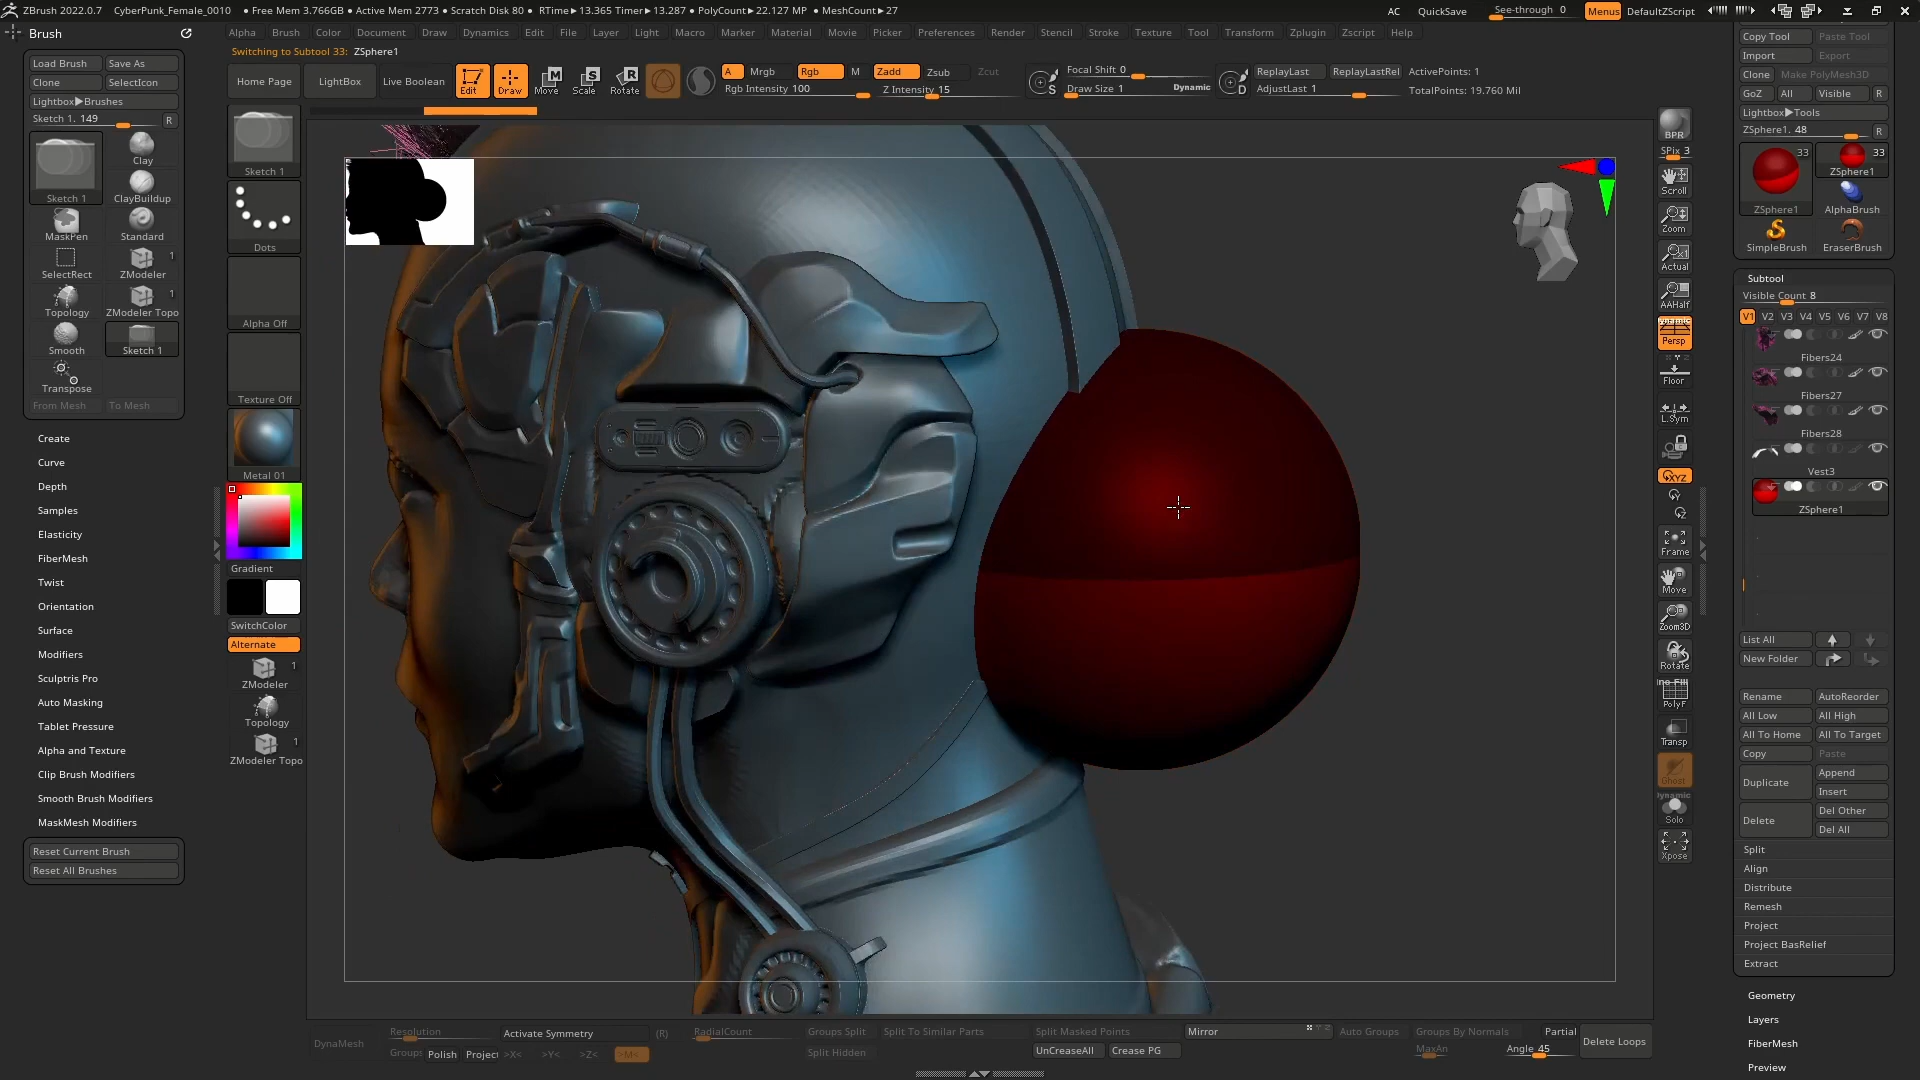 ZBrush 2022.0.7 CyberPunk_Female_0010 • Free Mem 3.766GB • Active Mem 2773 • Scratch Disk 80 • RTime►13.365 Timer►13.287 • PolyCount►22.127 MP • MeshCount►27 AC QuickSave See-through 0 Menus DefaultZScript
Brush
Alpha Brush Color Document Draw Dynamics Edit File Layer Light Macro Marker Material Movie Picker Preferences Render Stencil Stroke Texture Tool Transform Zplugin Zscript Help
Switching to Subtool 33: ZSphere1
Load Brush Save As
Clone SelectIcon
Lightbox►Brushes
Sketch 1. 149 R
Sketch 1
Clay
ClayBuildup
MaskPen Standard
SelectRect ZModeler 1
Topology ZModeler Topo 1
Smooth Sketch 1
Transpose
From Mesh To Mesh
Create
Curve
Depth
Samples
Elasticity
FiberMesh
Twist
Orientation
Surface
Modifiers
Sculptris Pro
Auto Masking
Tablet Pressure
Alpha and Texture
Clip Brush Modifiers
Smooth Brush Modifiers
MaskMesh Modifiers
Reset Current Brush
Reset All Brushes
Home Page LightBox Live Boolean Edit Draw Move Scale Rotate
A Mrgb Rgb M Zadd Zsub Zcut
Rgb Intensity 100 Z Intensity 15
Focal Shift 0
Draw Size 1 Dynamic
S D
ReplayLast ReplayLastRel ActivePoints: 1
AdjustLast 1 TotalPoints: 19.760 Mil
Sketch 1
Dots
Alpha Off
Texture Off
Metal 01
Gradient
SwitchColor
Alternate
ZModeler 1
Topology
ZModeler Topo 1
BPR
SPix 3
Scroll
Zoom
Actual
AAHalf
Dynamic
Persp
Floor
L.Sym
XYZ
Frame
Move
Zoom3D
Rotate
PolyF
Transp
Ghost
Dynamic
Solo
Xpose
Copy Tool Paste Tool
Import Export
Clone Make PolyMesh3D
GoZ All Visible R
Lightbox►Tools
ZSphere1. 48 R
33 33
ZSphere1
ZSphere1 AlphaBrush
SimpleBrush EraserBrush
Subtool
Visible Count 8
V1 V2 V3 V4 V5 V6 V7 V8
Fibers24
Fibers27
Fibers28
Vest3
ZSphere1
List All
New Folder
Rename AutoReorder
All Low All High
All To Home All To Target
Copy Paste
Duplicate Append
Insert
Delete Del Other
Del All
Split
Align
Distribute
Remesh
Project
Project BasRelief
Extract
Geometry
Layers
FiberMesh
Preview
DynaMesh
Resolution Activate Symmetry (R) RadialCount Groups Split Split To Similar Parts Split Masked Points Mirror Auto Groups Groups By Normals Partial
Groups Polish Project >X< >Y< >Z< >M< Split Hidden UnCreaseAll Crease PG MaxAn Angle 45 Delete Loops